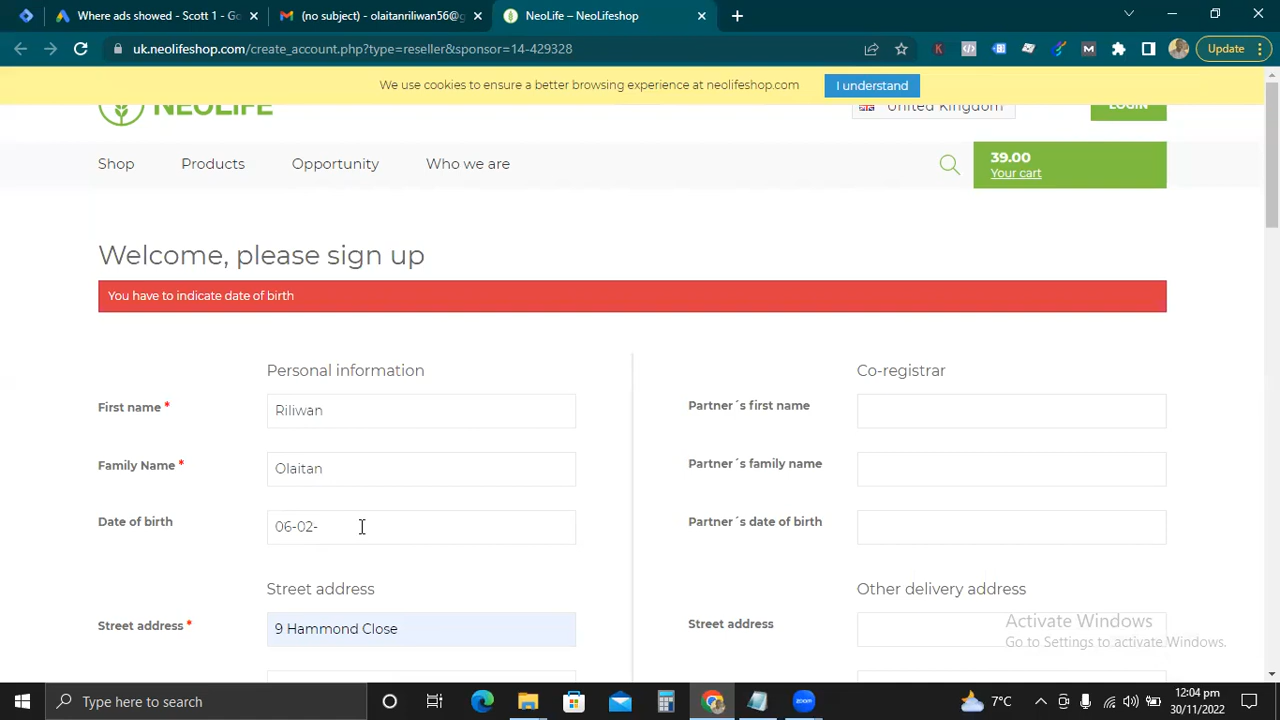 Where ads showed - Scott 1 - Go
(no subject) - olaitanriliwan56@g
NeoLife – NeoLifeshop
uk.neolifeshop.com/create_account.php?type=reseller&sponsor=14-429328
Update
We use cookies to ensure a better browsing experience at neolifeshop.com
I understand
NEOLIFE
United Kingdom
LOGIN
Shop
Products
Opportunity
Who we are
39.00
Your cart
Welcome, please sign up
You have to indicate date of birth
Personal information
Co-registrar
First name *
Riliwan
Partner´s first name
Family Name *
Olaitan
Partner´s family name
Date of birth
06-02-
Partner´s date of birth
Street address
Other delivery address
Street address *
9 Hammond Close
Street address
Activate Windows
Go to Settings to activate Windows.
Type here to search
zoom
7°C
12:04 pm
30/11/2022